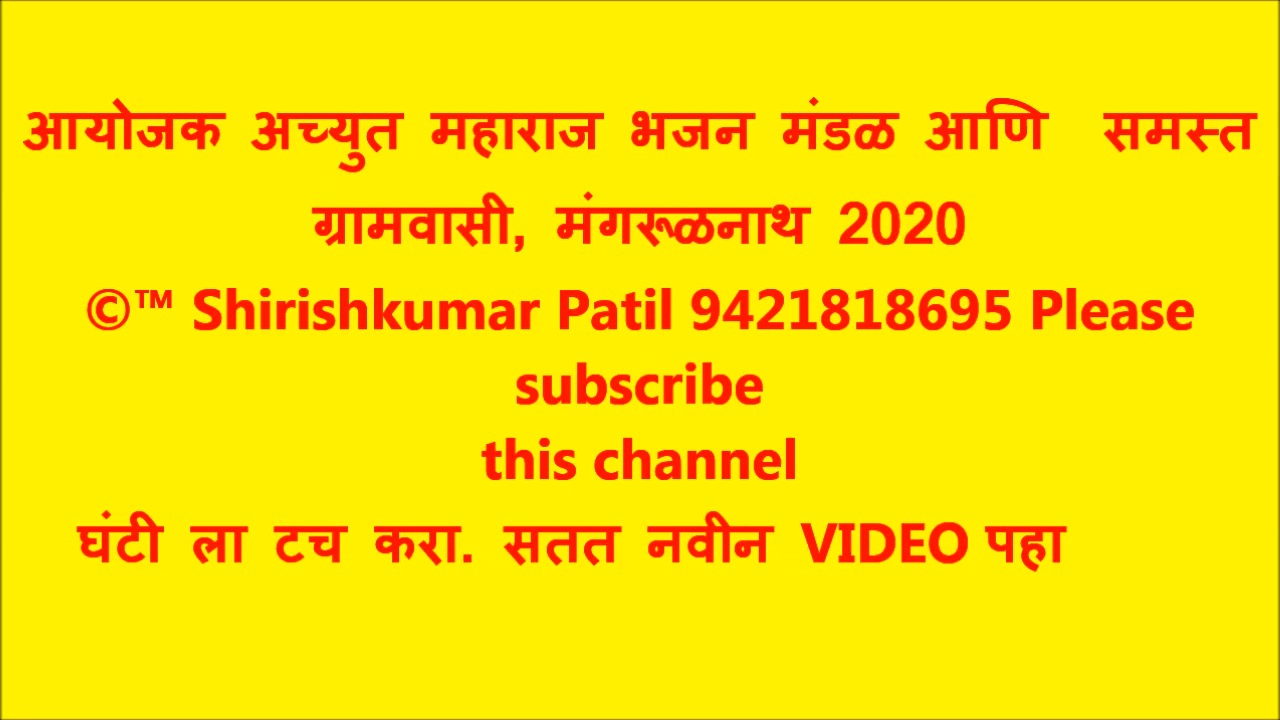 आयोजक अच्युत महाराज भजन मंडळ आणि समस्त
ग्रामवासी, मंगरूळनाथ 2020
©™ Shirishkumar Patil 9421818695 Please
subscribe
this channel
घंटी ला टच करा. सतत नवीन VIDEO पहा